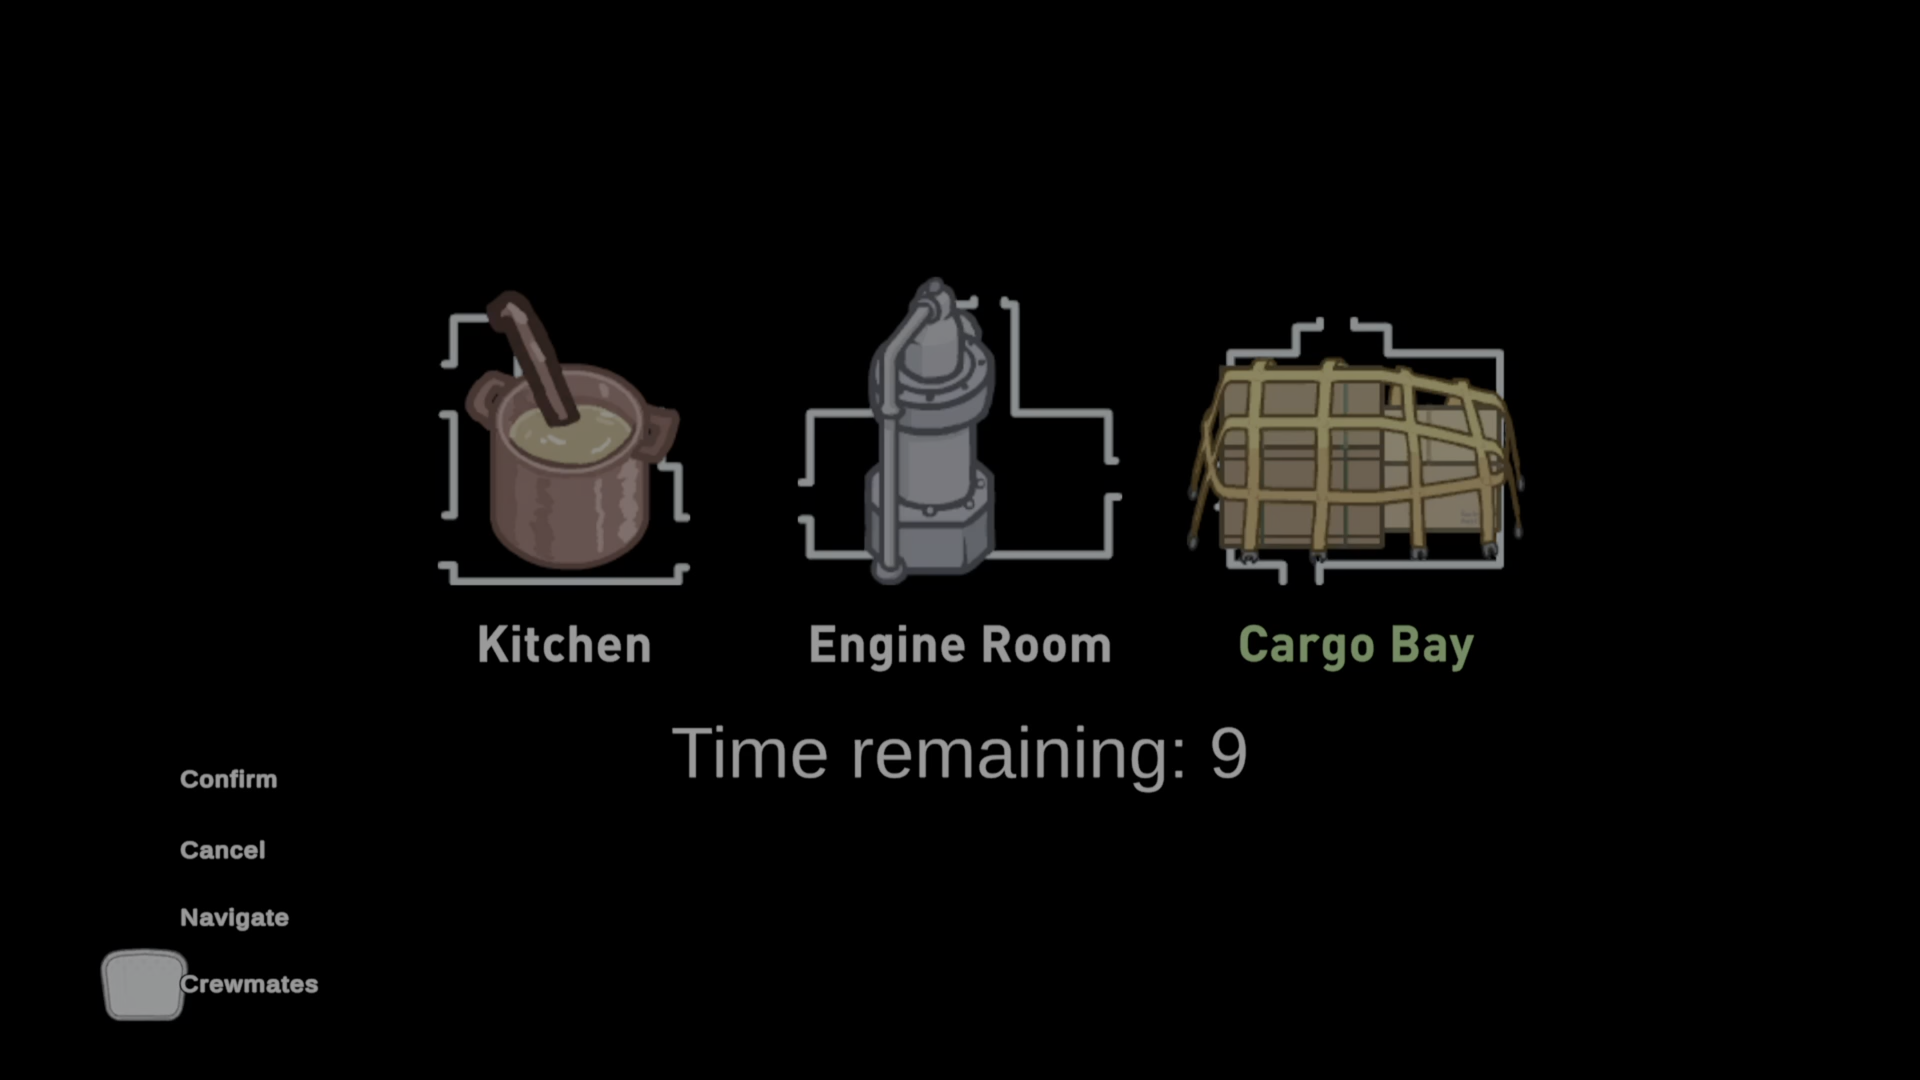 Kitchen
Engine Room
Cargo Bay
Time remaining: 9
Confirm
Cancel
Navigate
Crewmates